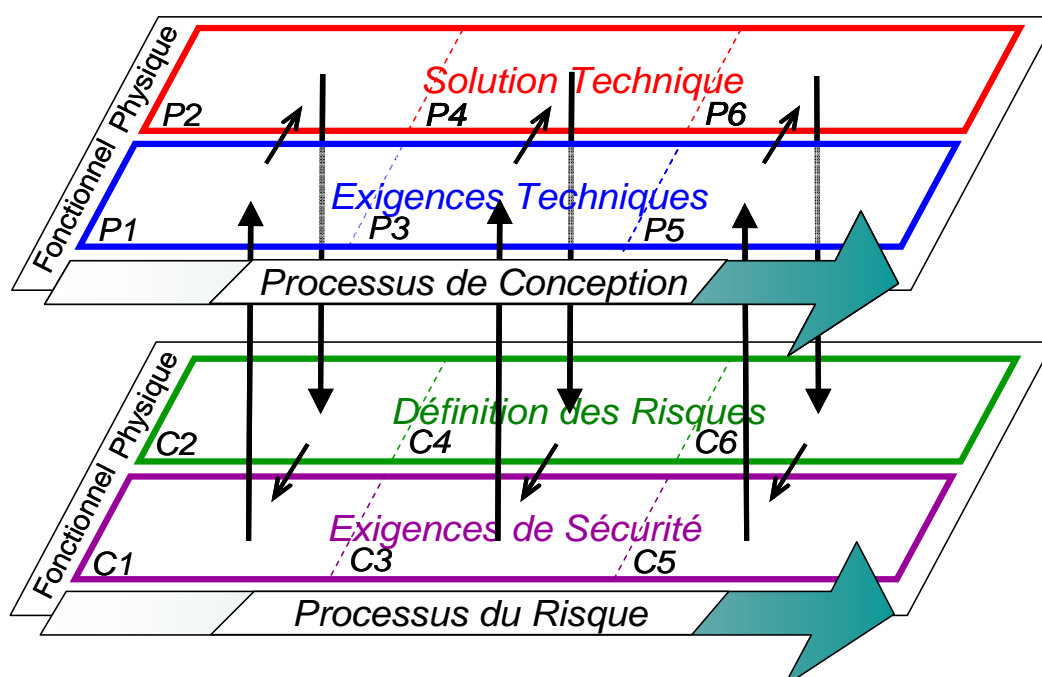 Physique
Solution Technique
P2
P4
P6
Fonctionnel
Exigences Techniques
P1
P3
P5
Processus de Conception
Physique
Définition des Risques
C2
C4
C6
Fonctionnel
Exigences de Sécurité
C1
C3
C5
Processus du Risque